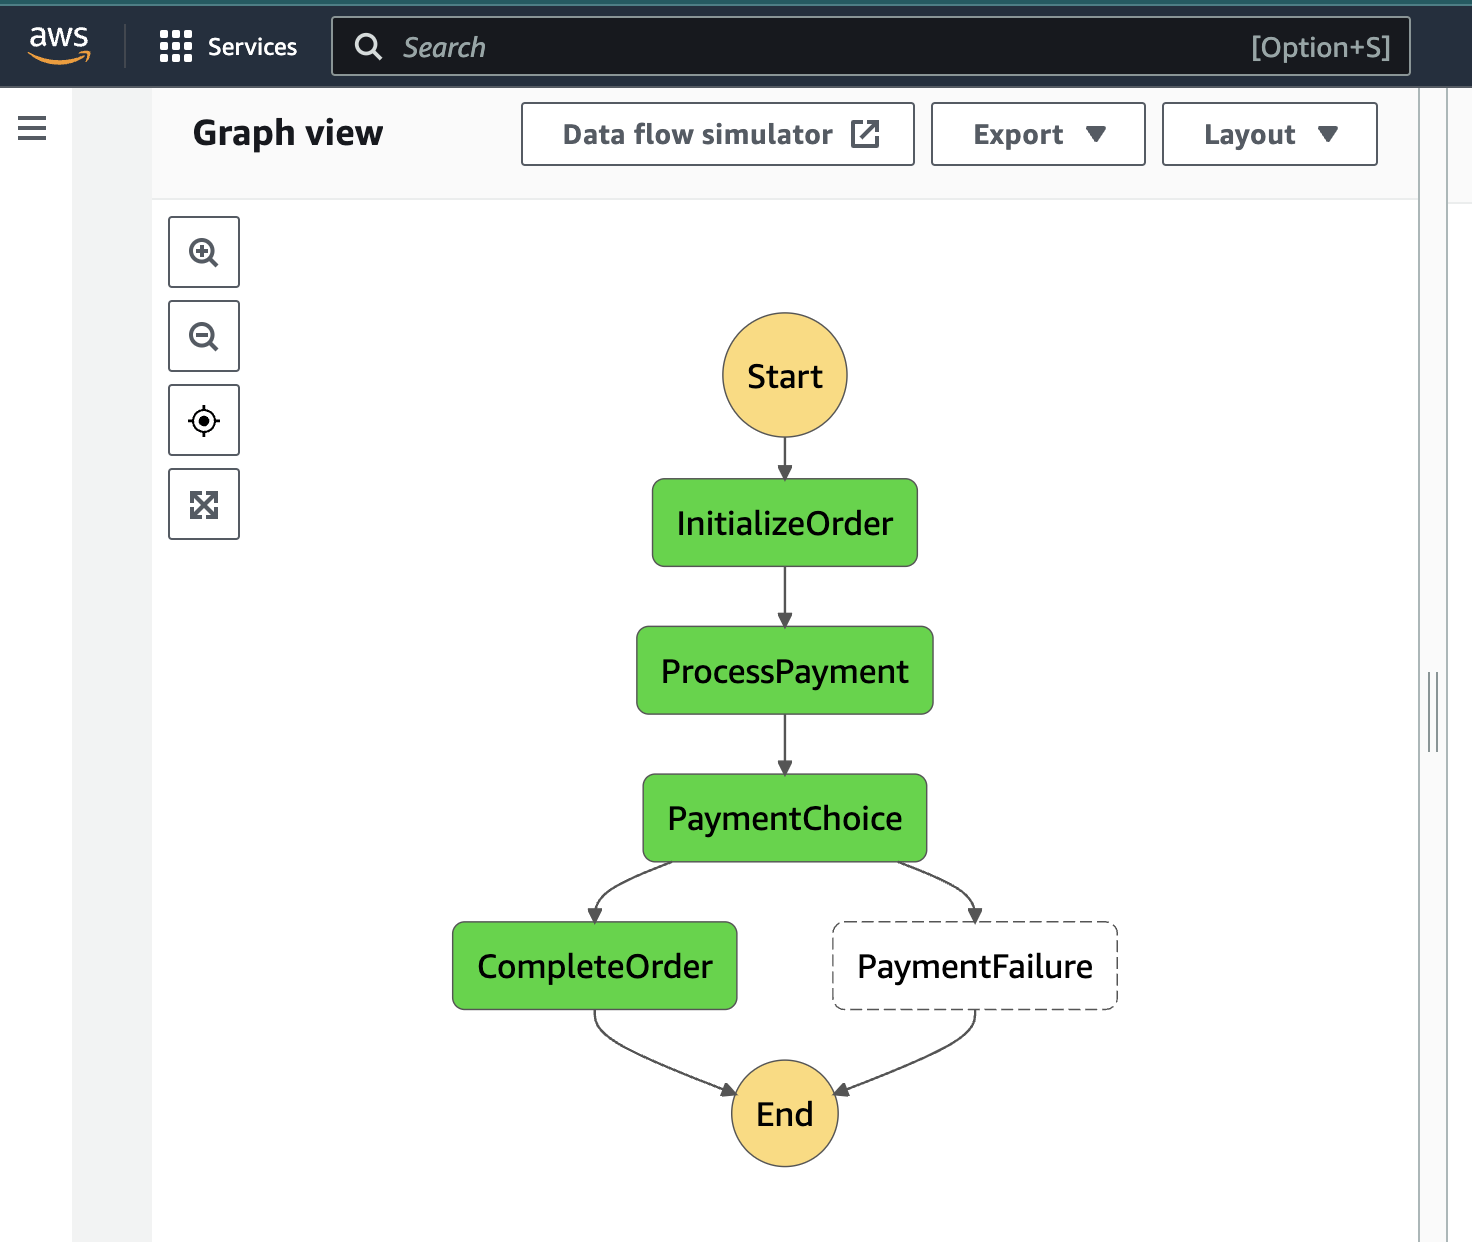 aws
Services
Search
[Option+S]
Graph view
Data flow simulator
Export
Layout
Start
InitializeOrder
ProcessPayment
PaymentChoice
CompleteOrder
PaymentFailure
End